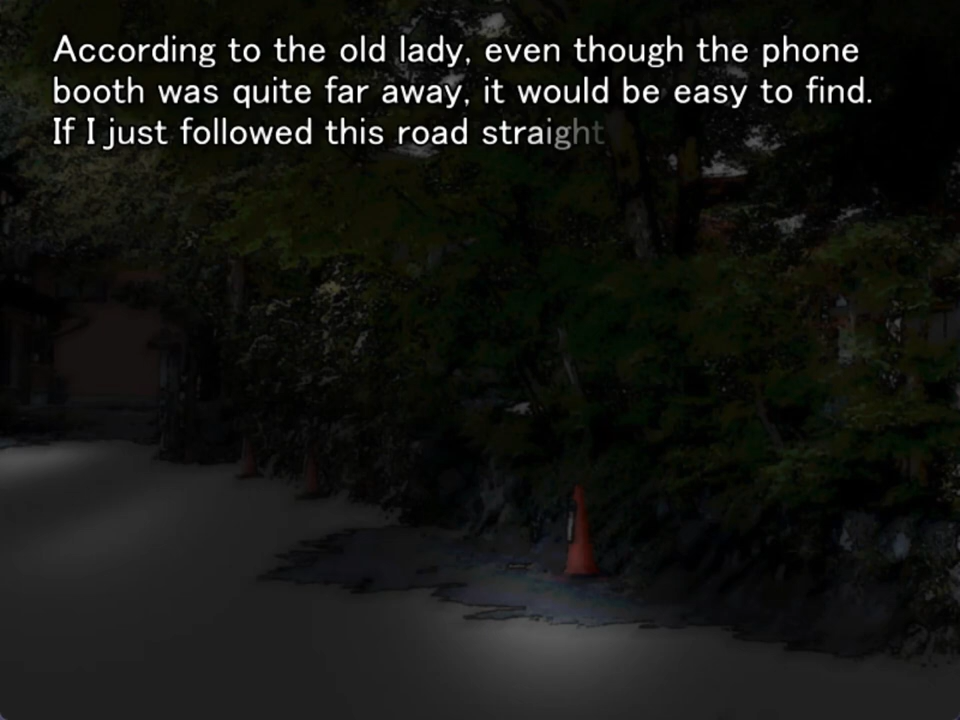 According to the old lady, even though the phone
booth was quite far away, it would be easy to find.
If I just followed this road straight